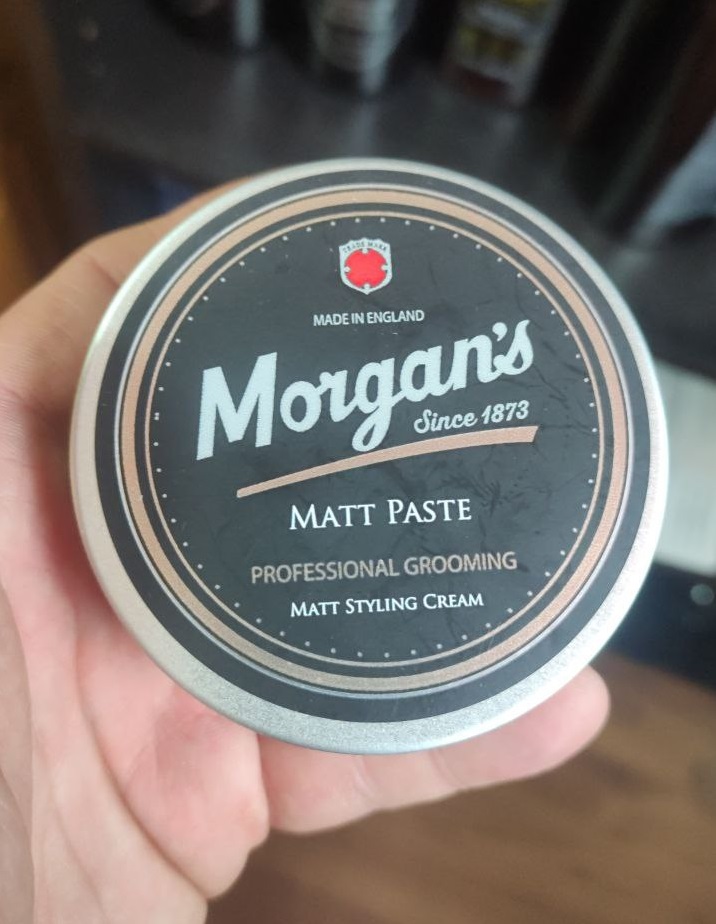 TRADE MARK
MADE IN ENGLAND
Morgan's
Since 1873
MATT PASTE
PROFESSIONAL GROOMING
MATT STYLING CREAM